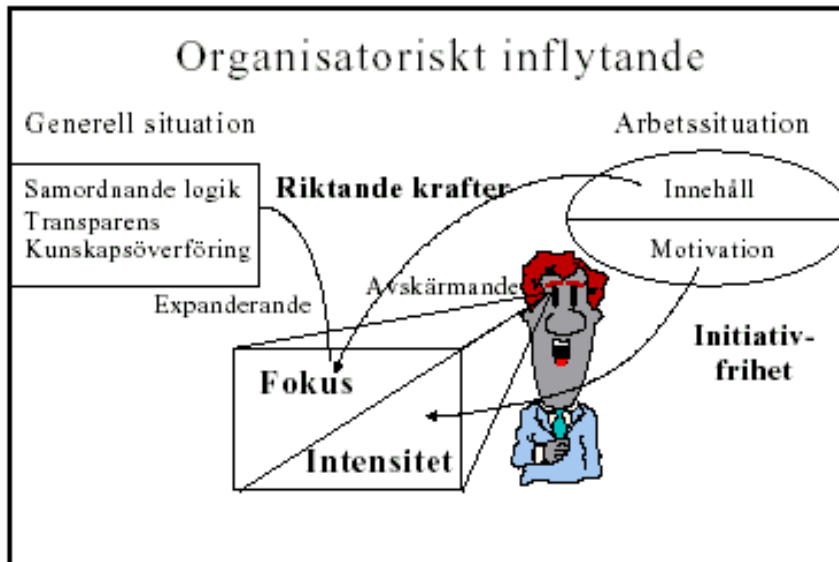 Organisatoriskt inflytande
Generell situation
Arbetssituation
Samordnande logik
Transparens
Kunskapsöverföring
Riktande krafter
Innehåll
Motivation
Expanderande
Avskärmande
Initiativ-
frihet
Fokus
Intensitet